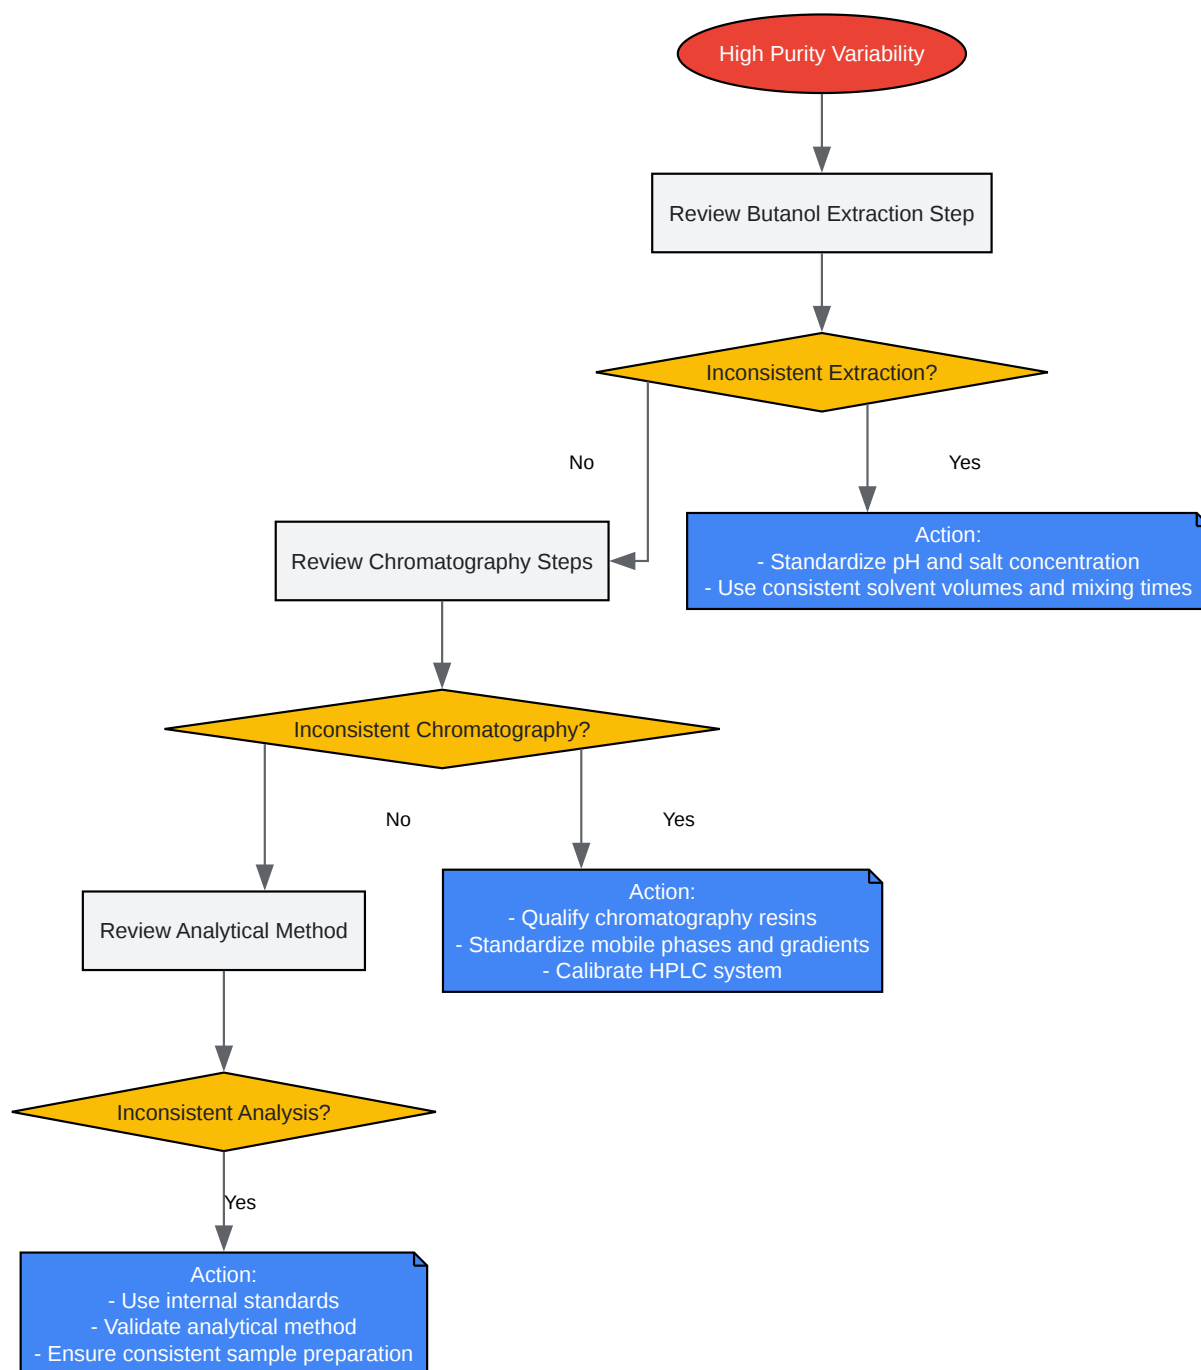 High Purity Variability
Review Butanol Extraction Step
Inconsistent Extraction?
No
Yes
Action:
- Standardize pH and salt concentration
- Use consistent solvent volumes and mixing times
Review Chromatography Steps
Inconsistent Chromatography?
No
Yes
Action:
- Qualify chromatography resins
- Standardize mobile phases and gradients
- Calibrate HPLC system
Review Analytical Method
Inconsistent Analysis?
Yes
Action:
- Use internal standards
- Validate analytical method
- Ensure consistent sample preparation